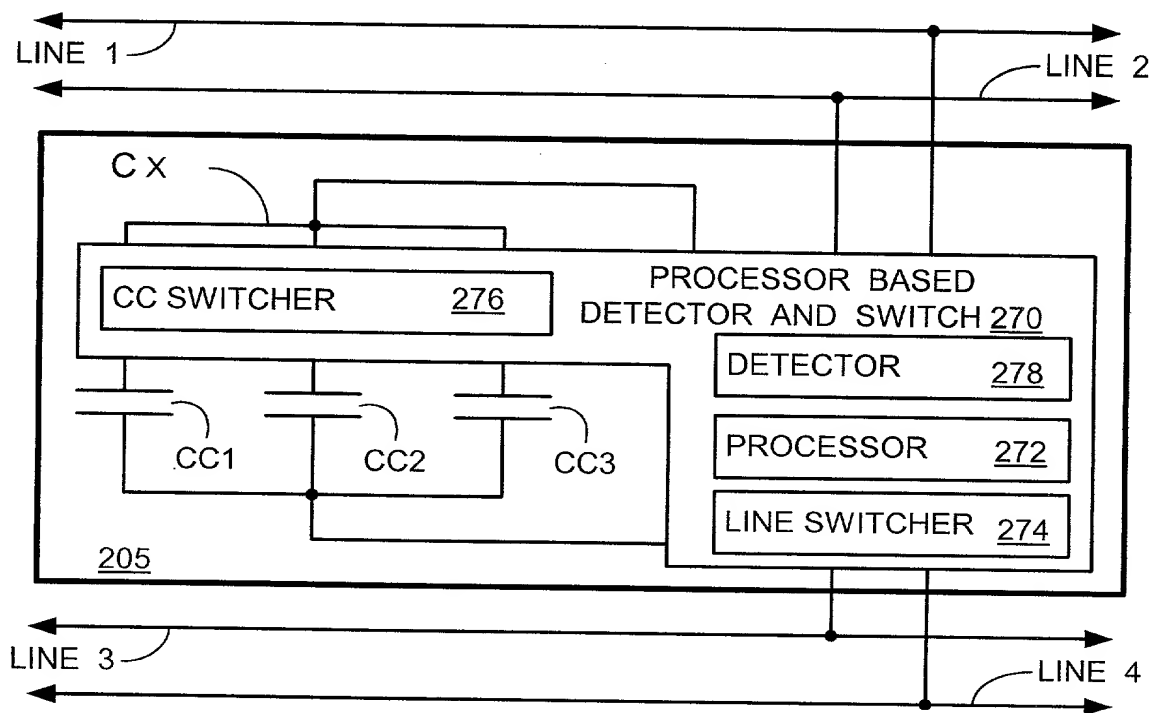 LINE 1
LINE 2
C X
CC SWITCHER 276
PROCESSOR BASED
DETECTOR AND SWITCH 270
DETECTOR 278
PROCESSOR 272
LINE SWITCHER 274
CC1
CC2
CC3
205
LINE 3
LINE 4